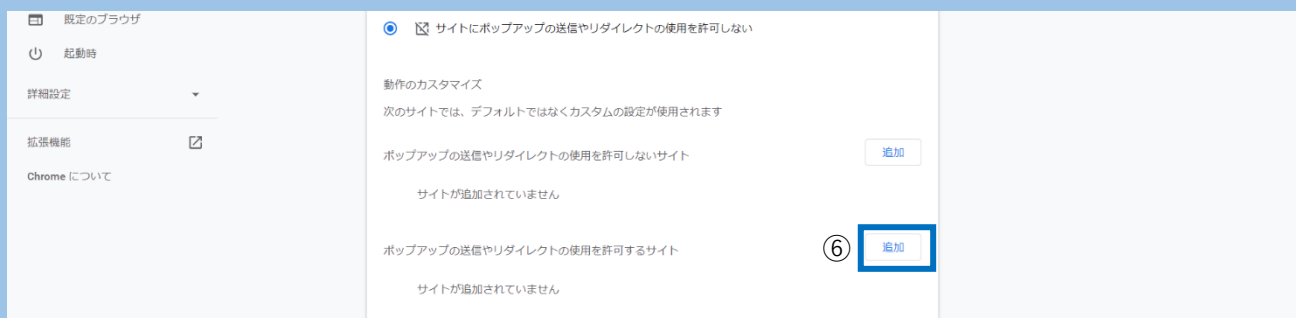 既定のブラウザ
起動時
詳細設定
拡張機能
Chrome について
サイトにポップアップの送信やリダイレクトの使用を許可しない
動作のカスタマイズ
次のサイトでは、デフォルトではなくカスタムの設定が使用されます
ポップアップの送信やリダイレクトの使用を許可しないサイト 追加
サイトが追加されていません
ポップアップの送信やリダイレクトの使用を許可するサイト ⑥ 追加
サイトが追加されていません